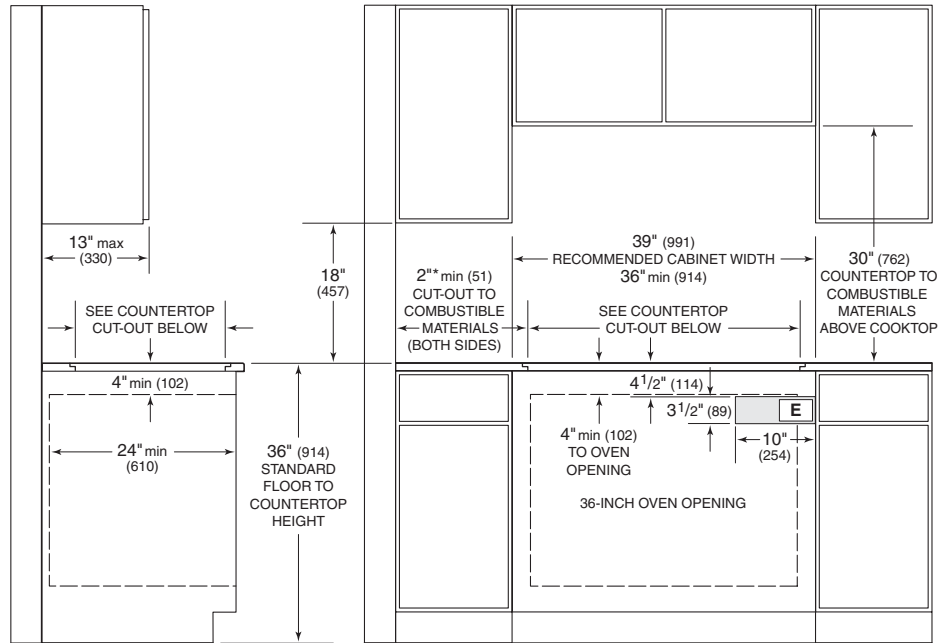 13" max
(330)
SEE COUNTERTOP
CUT-OUT BELOW
4" min (102)
24" min
(610)
18"
(457)
36" (914)
STANDARD
FLOOR TO
COUNTERTOP
HEIGHT
2"* min (51)
CUT-OUT TO
COMBUSTIBLE
MATERIALS
(BOTH SIDES)
39" (991)
RECOMMENDED CABINET WIDTH
36" min (914)
SEE COUNTERTOP
CUT-OUT BELOW
30" (762)
COUNTERTOP TO
COMBUSTIBLE
MATERIALS
ABOVE COOKTOP
4 1/2" (114)
3 1/2" (89)
E
4" min (102)
TO OVEN
OPENING
10"
(254)
36-INCH OVEN OPENING